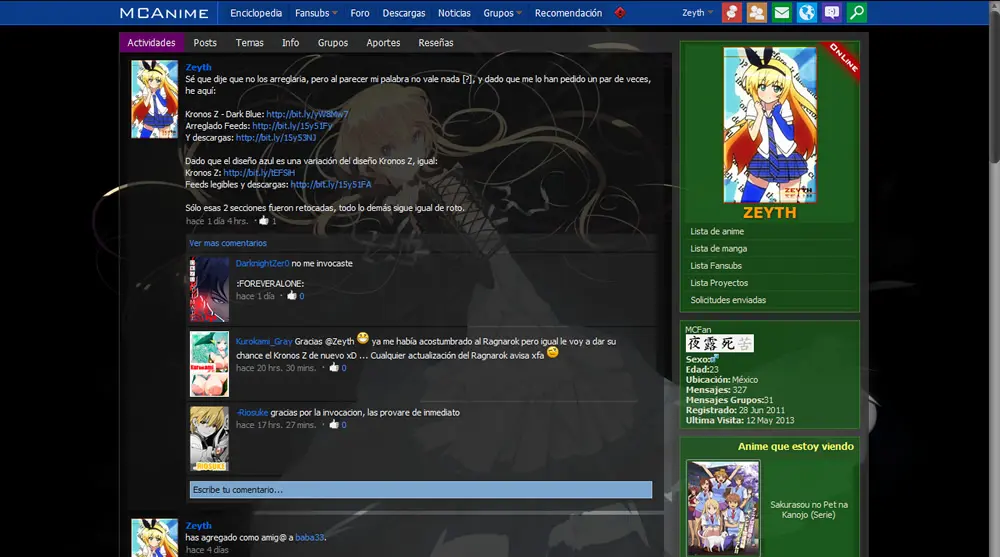 MCANIME
Enciclopedia Fansubs Foro Descargas Noticias Grupos Recomendación
Zeyth
Actividades Posts Temas Info Grupos Aportes Reseñas
Zeyth
Sé que dije que no los arreglaria, pero al parecer mi palabra no vale nada [?], y dado que me lo han pedido un par de veces,
he aquí:
Kronos Z - Dark Blue: http://bit.ly/yW8Mw7
Arreglado Feeds: http://bit.ly/15y51Fy
Y descargas: http://bit.ly/15y53NJ
Dado que el diseño azul es una variación del diseño Kronos Z, igual:
Kronos Z: http://bit.ly/tEFSiH
Feeds legibles y descargas: http://bit.ly/15y51FA
Sólo esas 2 secciones fueron retocadas, todo lo demás sigue igual de roto.
hace 1 día 4 hrs. · 1
Ver mas comentarios
DarknightZer0 no me invocaste
:FOREVERALONE:
hace 1 día · 0
Kurokami_Gray Gracias @Zeyth ya me había acostumbrado al Ragnarok pero igual le voy a dar su
chance el Kronos Z de nuevo xD ... Cualquier actualización del Ragnarok avisa xfa
hace 20 hrs. 30 mins. · 0
Kurokami
-Riosuke gracias por la invocacion, las provare de inmediato
hace 17 hrs. 27 mins. · 0
RIOSUKE
Escribe tu comentario...
Zeyth
has agregado como amig@ a baba33.
hace 4 días
ONLINE
ZEYTH
ZEYTH
Lista de anime
Lista de manga
Lista Fansubs
Lista Proyectos
Solicitudes enviadas
MCFan
夜露死苦
Sexo:
Edad:23
Ubicación: México
Mensajes: 327
Mensajes Grupos:31
Registrado: 28 Jun 2011
Ultima Visita: 12 May 2013
Anime que estoy viendo
Sakurasou no Pet na
Kanojo (Serie)